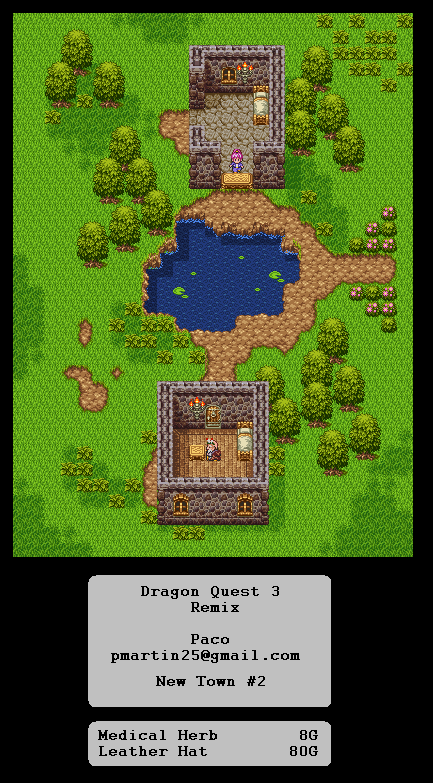 Dragon Quest 3
Remix
Paco
pmartin25@gmail.com
New Town #2
Medical Herb 8G
Leather Hat 80G